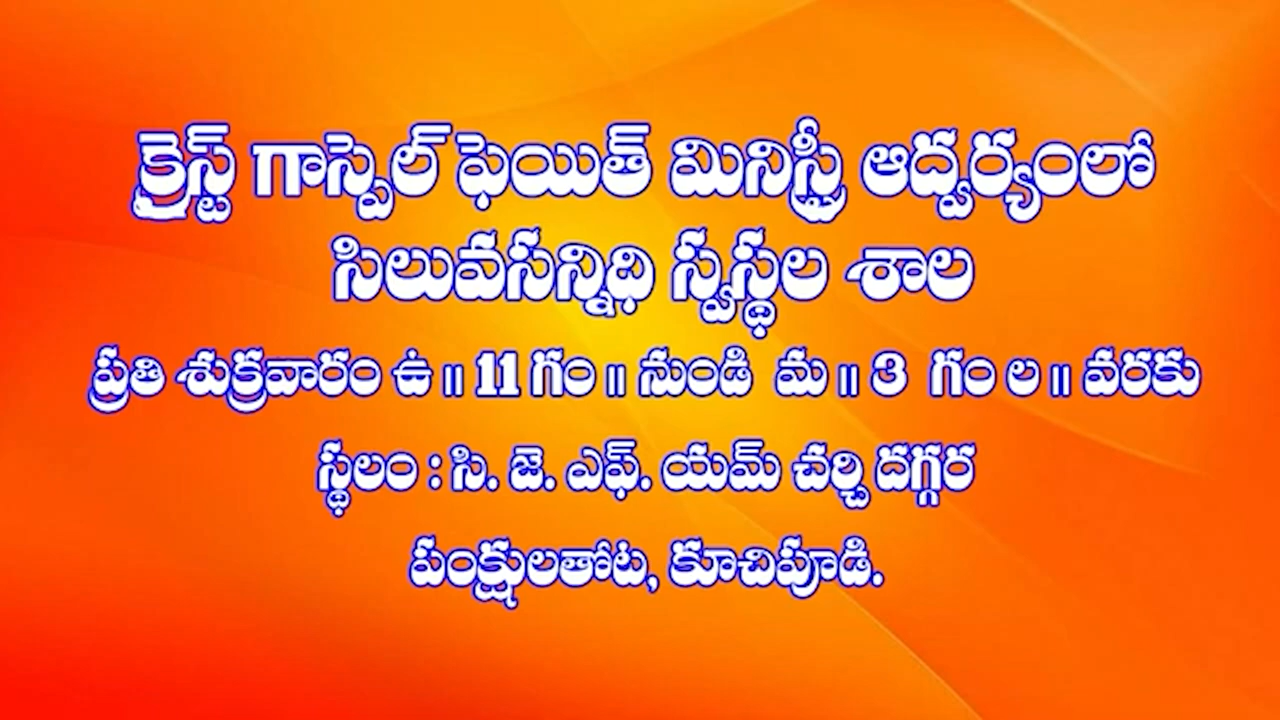 క్రైస్ట్ గాస్పెల్ ఫెయిత్ మినిస్ట్రీ ఆద్వర్యంలో
సిలువసన్నిధి స్వస్థల శాల
ప్రతి శుక్రవారం ఉ॥ 11 గం॥ నుండి మ॥ 3 గం ల॥ వరకు
స్థలం : సి. జె. ఎఫ్. యమ్ చర్చి దగ్గర
పంక్షులతోట, కూచిపూడి.